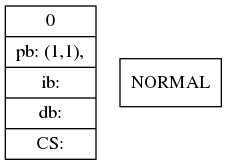 0
pb: (1,1),
ib:
db:
CS:
NORMAL